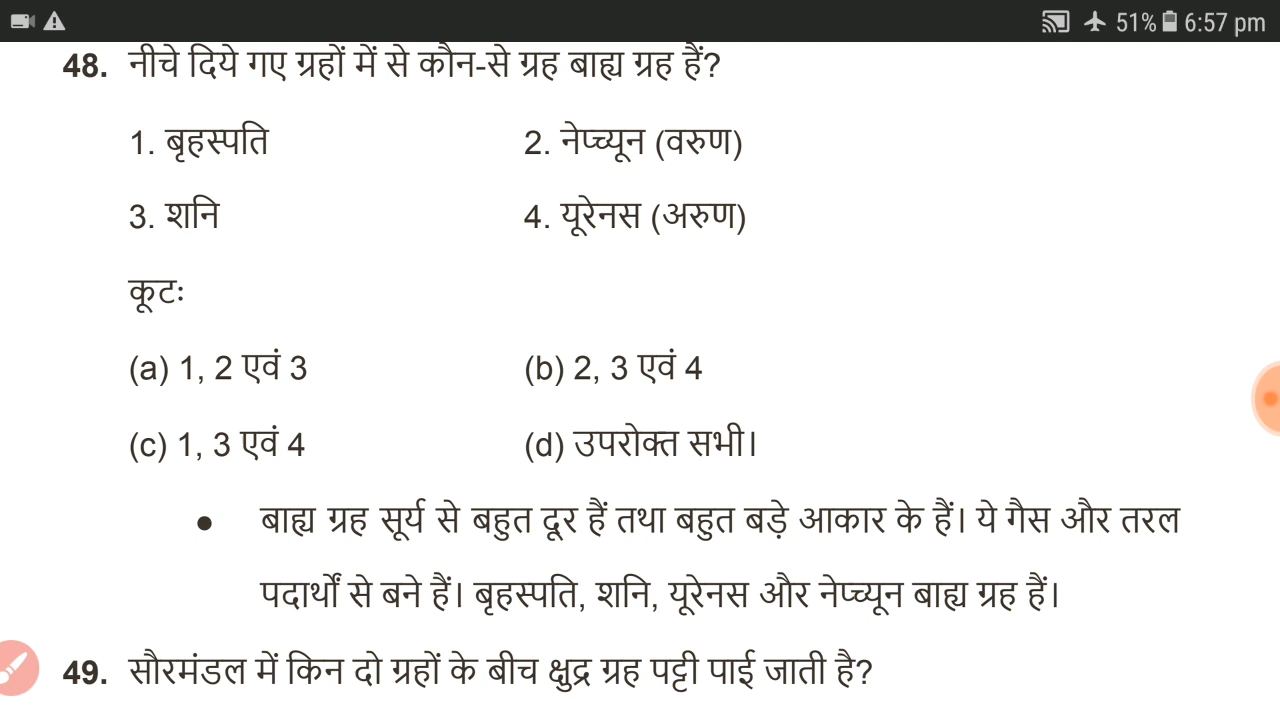 51% 6:57 pm
48. नीचे दिये गए ग्रहों में से कौन-से ग्रह बाह्य ग्रह हैं?
1. बृहस्पति 2. नेप्च्यून (वरुण)
3. शनि 4. यूरेनस (अरुण)
कूटः
(a) 1, 2 एवं 3 (b) 2, 3 एवं 4
(c) 1, 3 एवं 4 (d) उपरोक्त सभी।
• बाह्य ग्रह सूर्य से बहुत दूर हैं तथा बहुत बड़े आकार के हैं। ये गैस और तरल
पदार्थों से बने हैं। बृहस्पति, शनि, यूरेनस और नेप्च्यून बाह्य ग्रह हैं।
49. सौरमंडल में किन दो ग्रहों के बीच क्षुद्र ग्रह पट्टी पाई जाती है?